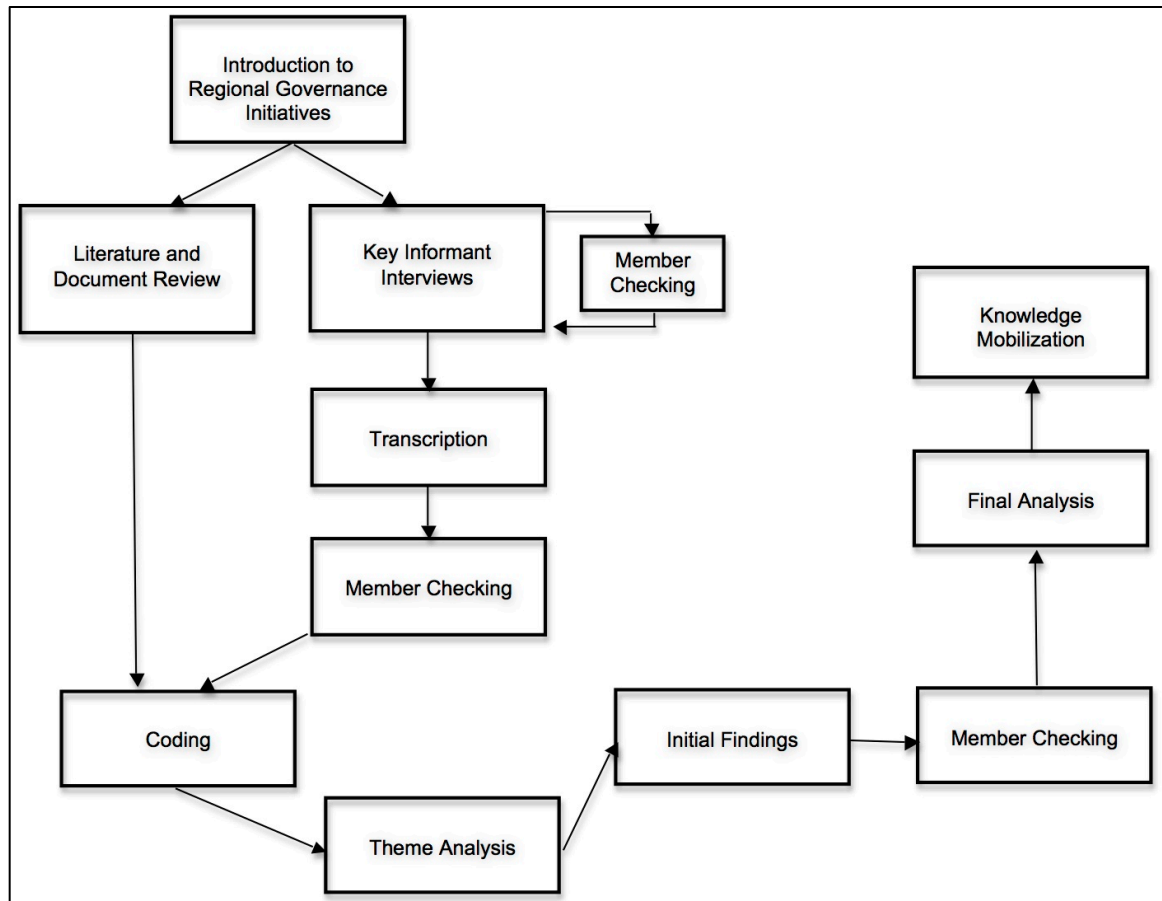 Introduction to
Regional Governance
Initiatives
Literature and
Document Review
Key Informant
Interviews
Member
Checking
Knowledge
Mobilization
Transcription
Final Analysis
Member Checking
Coding
Initial Findings
Member Checking
Theme Analysis